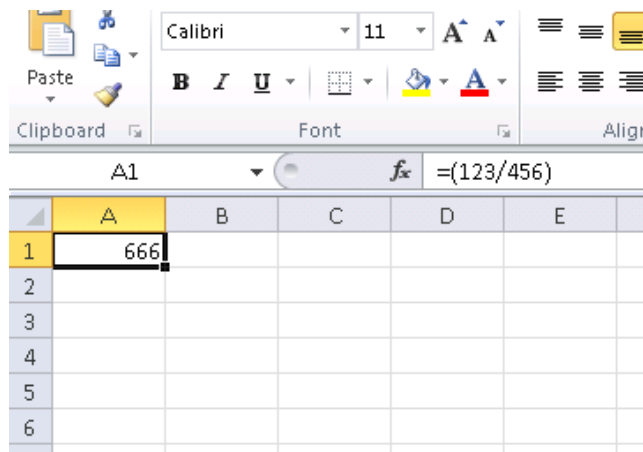 Calibri 11 A A
Paste B I U A
Clipboard Font Align
A1 fx =(123/456)
A B C D E
1 666
2
3
4
5
6